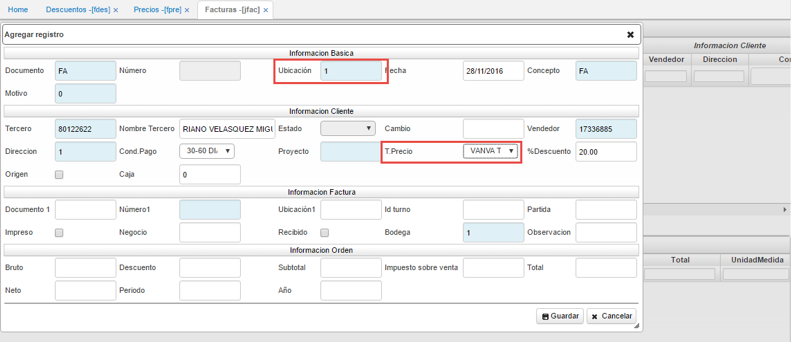 Home Descuentos -[fdes] × Precios -[fpre] × Facturas -[jfac] ×
Agregar registro ✖
Informacion Basica
Documento FA Número Ubicación 1 Fecha 28/11/2016 Concepto FA
Motivo 0
Informacion Cliente
Tercero 80122622 Nombre Tercero RIANO VELASQUEZ MIGU Estado Cambio Vendedor 17336885
Direccion 1 Cond.Pago 30-60 DI Proyecto T.Precio VANVA T %Descuento 20.00
Origen Caja 0
Informacion Factura
Documento 1 Número1 Ubicación1 Id turno Partida
Impreso Negocio Recibido Bodega 1 Observacion
Informacion Orden
Bruto Descuento Subtotal Impuesto sobre venta Total
Neto Periodo Año
Guardar ✖ Cancelar
Informacion Cliente
Vendedor Direccion Co
Total UnidadMedida